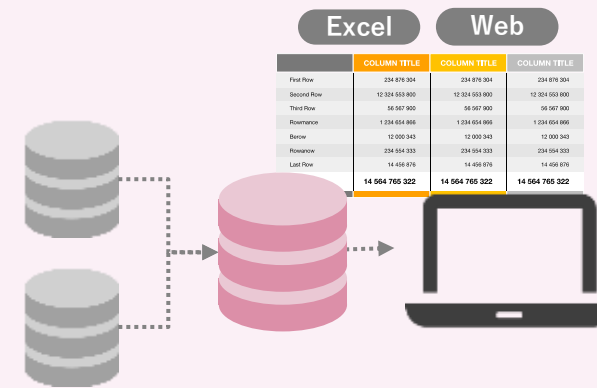 Excel Web
COLUMN TITLE COLUMN TITLE COLUMN TITLE
First Row 234 876 304 234 876 304 234 876 304
Second Row 12 324 553 800 12 324 553 800 12 324 553 800
Third Row 56 567 900 56 567 900 56 567 900
Rowmance 1 234 654 866 1 234 654 866 1 234 654 866
Berow 12 000 343 12 000 343 12 000 343
Rowanow 234 554 333 234 554 333 234 554 333
Last Row 14 456 876 14 456 876 14 456 876
14 564 765 322 14 564 765 322 14 564 765 322